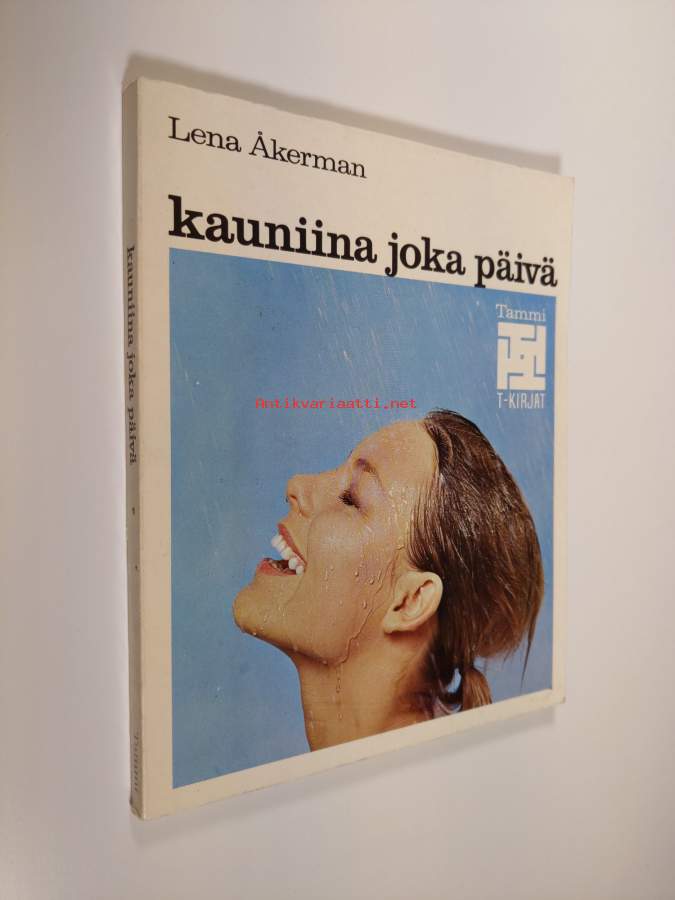 Lena Åkerman
kauniina joka päivä
Tammi
T-KIRJAT
Antikvariaatti.net
kauniina joka päivä
Tammi